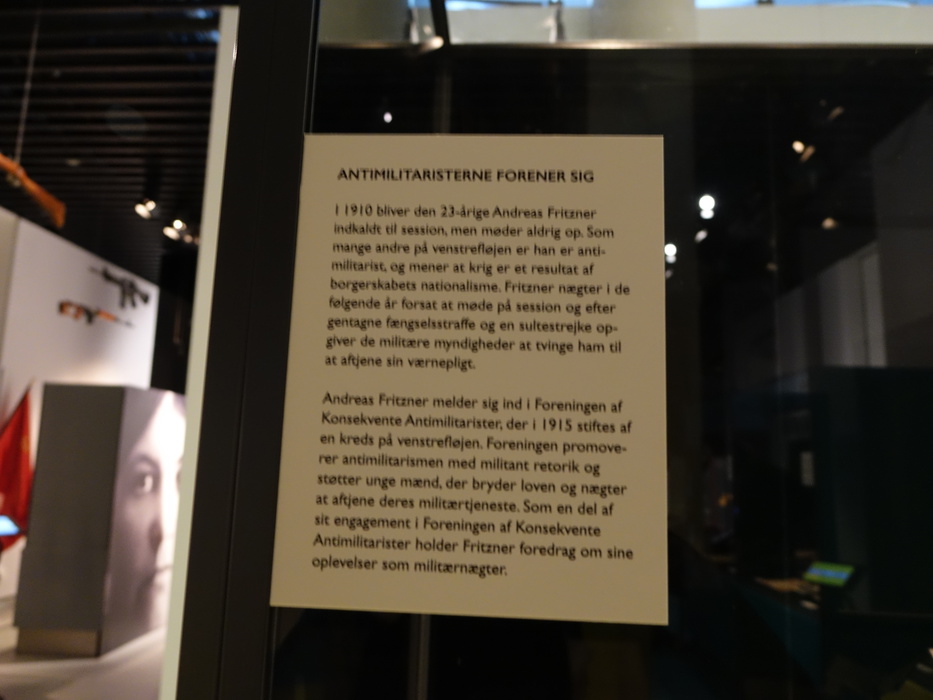 ANTIMILITARISTERNE FORENER SIG
I 1910 bliver den 23-årige Andreas Fritzner
indkaldt til session, men møder aldrig op. Som
mange andre på venstrefløjen er han er anti-
militarist, og mener at krig er et resultat af
borgerskabets nationalisme. Fritzner nægter i de
følgende år forsat at møde på session og efter
gentagne fængselsstraffe og en sultestrejke op-
giver de militære myndigheder at tvinge ham til
at aftjene sin værnepligt.
Andreas Fritzner melder sig ind i Foreningen af
Konsekvente Antimilitarister, der i 1915 stiftes af
en kreds på venstrefløjen. Foreningen promove-
rer antimilitarismen med militant retorik og
støtter unge mænd, der bryder loven og nægter
at aftjene deres militærtjeneste. Som en del af
sit engagement i Foreningen af Konsekvente
Antimilitarister holder Fritzner foredrag om sine
oplevelser som militærnægter.